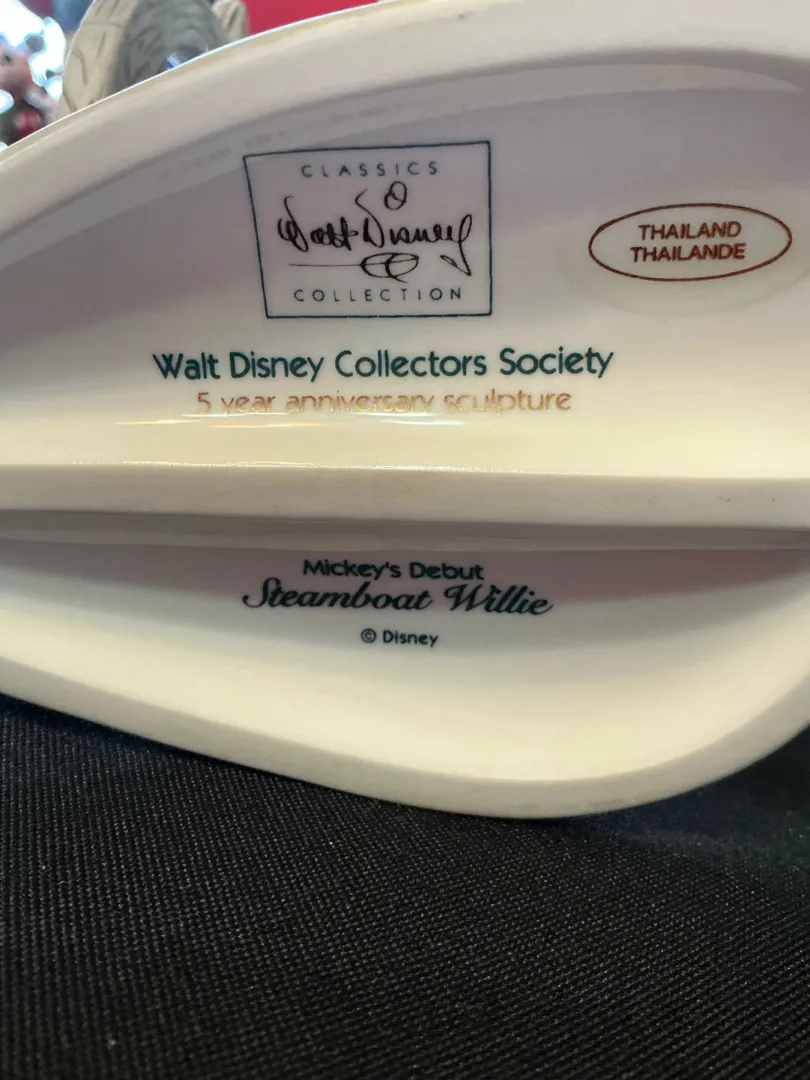 CLASSICS
Walt Disney
COLLECTION
THAILAND
THAILANDE
Walt Disney Collectors Society
5 year anniversary sculpture
Mickey's Debut
Steamboat Willie
© Disney